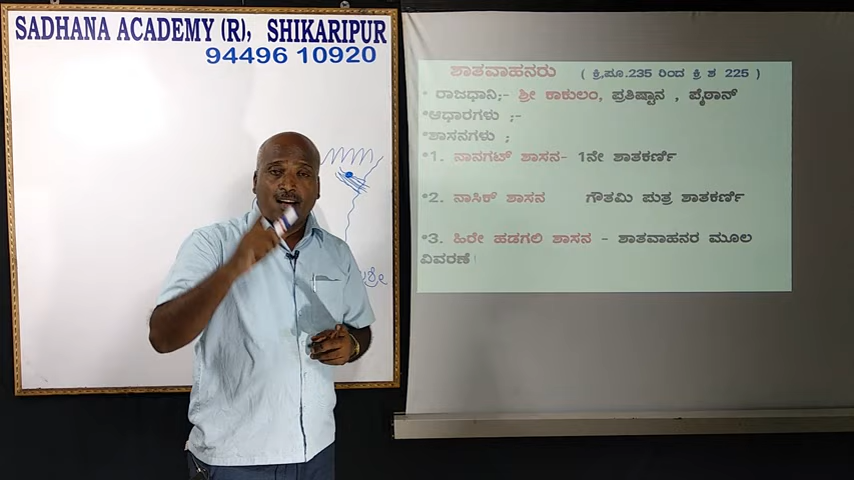 SADHANA ACADEMY (R), SHIKARIPUR
94496 10920
ಶಾತವಾಹನರು ( ಕ್ರಿ.ಪೂ.235 ರಿಂದ ಕ್ರಿ ಶ 225 )
* ರಾಜಧಾನಿ;- ಶ್ರೀ ಕಾಕುಲಂ, ಪ್ರತಿಷ್ಟಾನ , ಪೈಠಾನ್
*ಆಧಾರಗಳು ;-
*ಶಾಸನಗಳು ;
*1. ನಾನಗಟ್ ಶಾಸನ- 1ನೇ ಶಾತಕರ್ಣಿ
*2. ನಾಸಿಕ್ ಶಾಸನ ಗೌತಮಿ ಪುತ್ರ ಶಾತಕರ್ಣಿ
*3. ಹಿರೇ ಹಡಗಲಿ ಶಾಸನ - ಶಾತವಾಹನರ ಮೂಲ
ವಿವರಣೆ